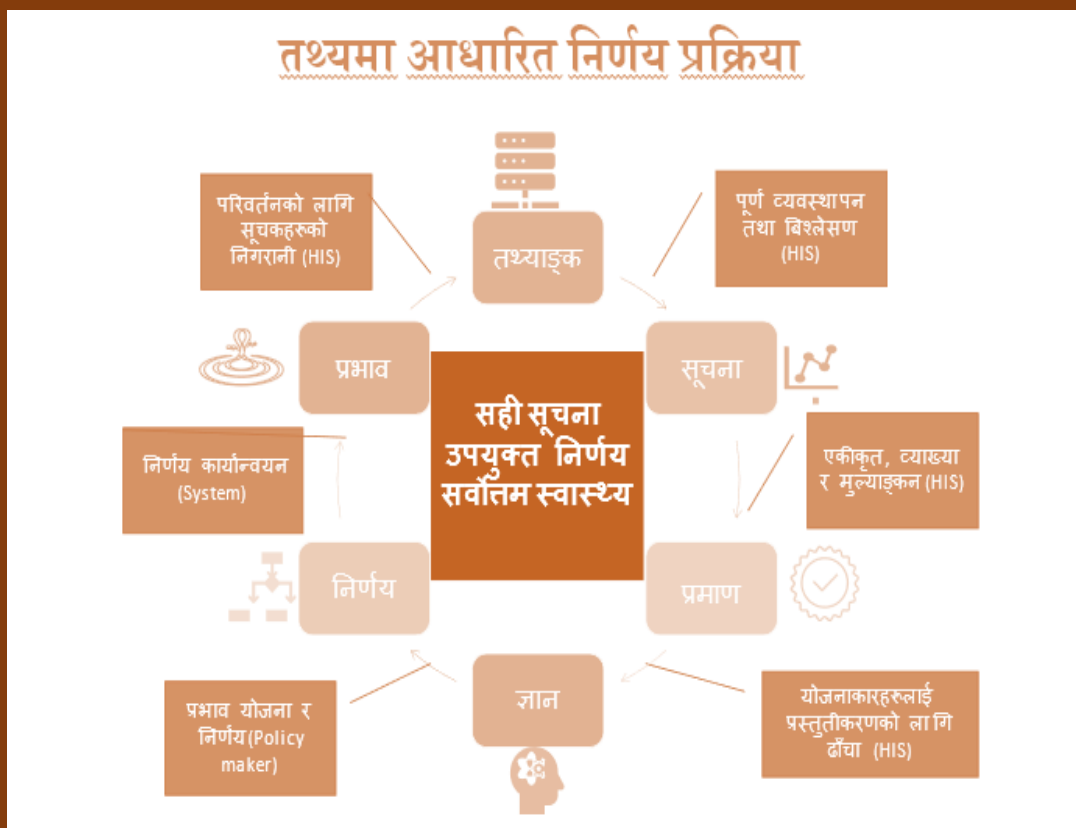 तथ्यमा आधारित निर्णय प्रक्रिया
परिवर्तनको लागि
सूचकहरुको
निगरानी (HIS)
तथ्याङ्क
पूर्ण व्यवस्थापन
तथा बिश्लेसण
(HIS)
प्रभाव
सूचना
सही सूचना
उपयुक्त निर्णय
सर्वोत्तम स्वास्थ्य
निर्णय कार्यान्वयन
(System)
एकीकृत, व्याख्या
र मुल्याङ्कन (HIS)
निर्णय
प्रमाण
ज्ञान
प्रभाव योजना र
निर्णय(Policy
maker)
योजनाकारहरुलाई
प्रस्तुतीकरणको लागि
ढाँचा (HIS)